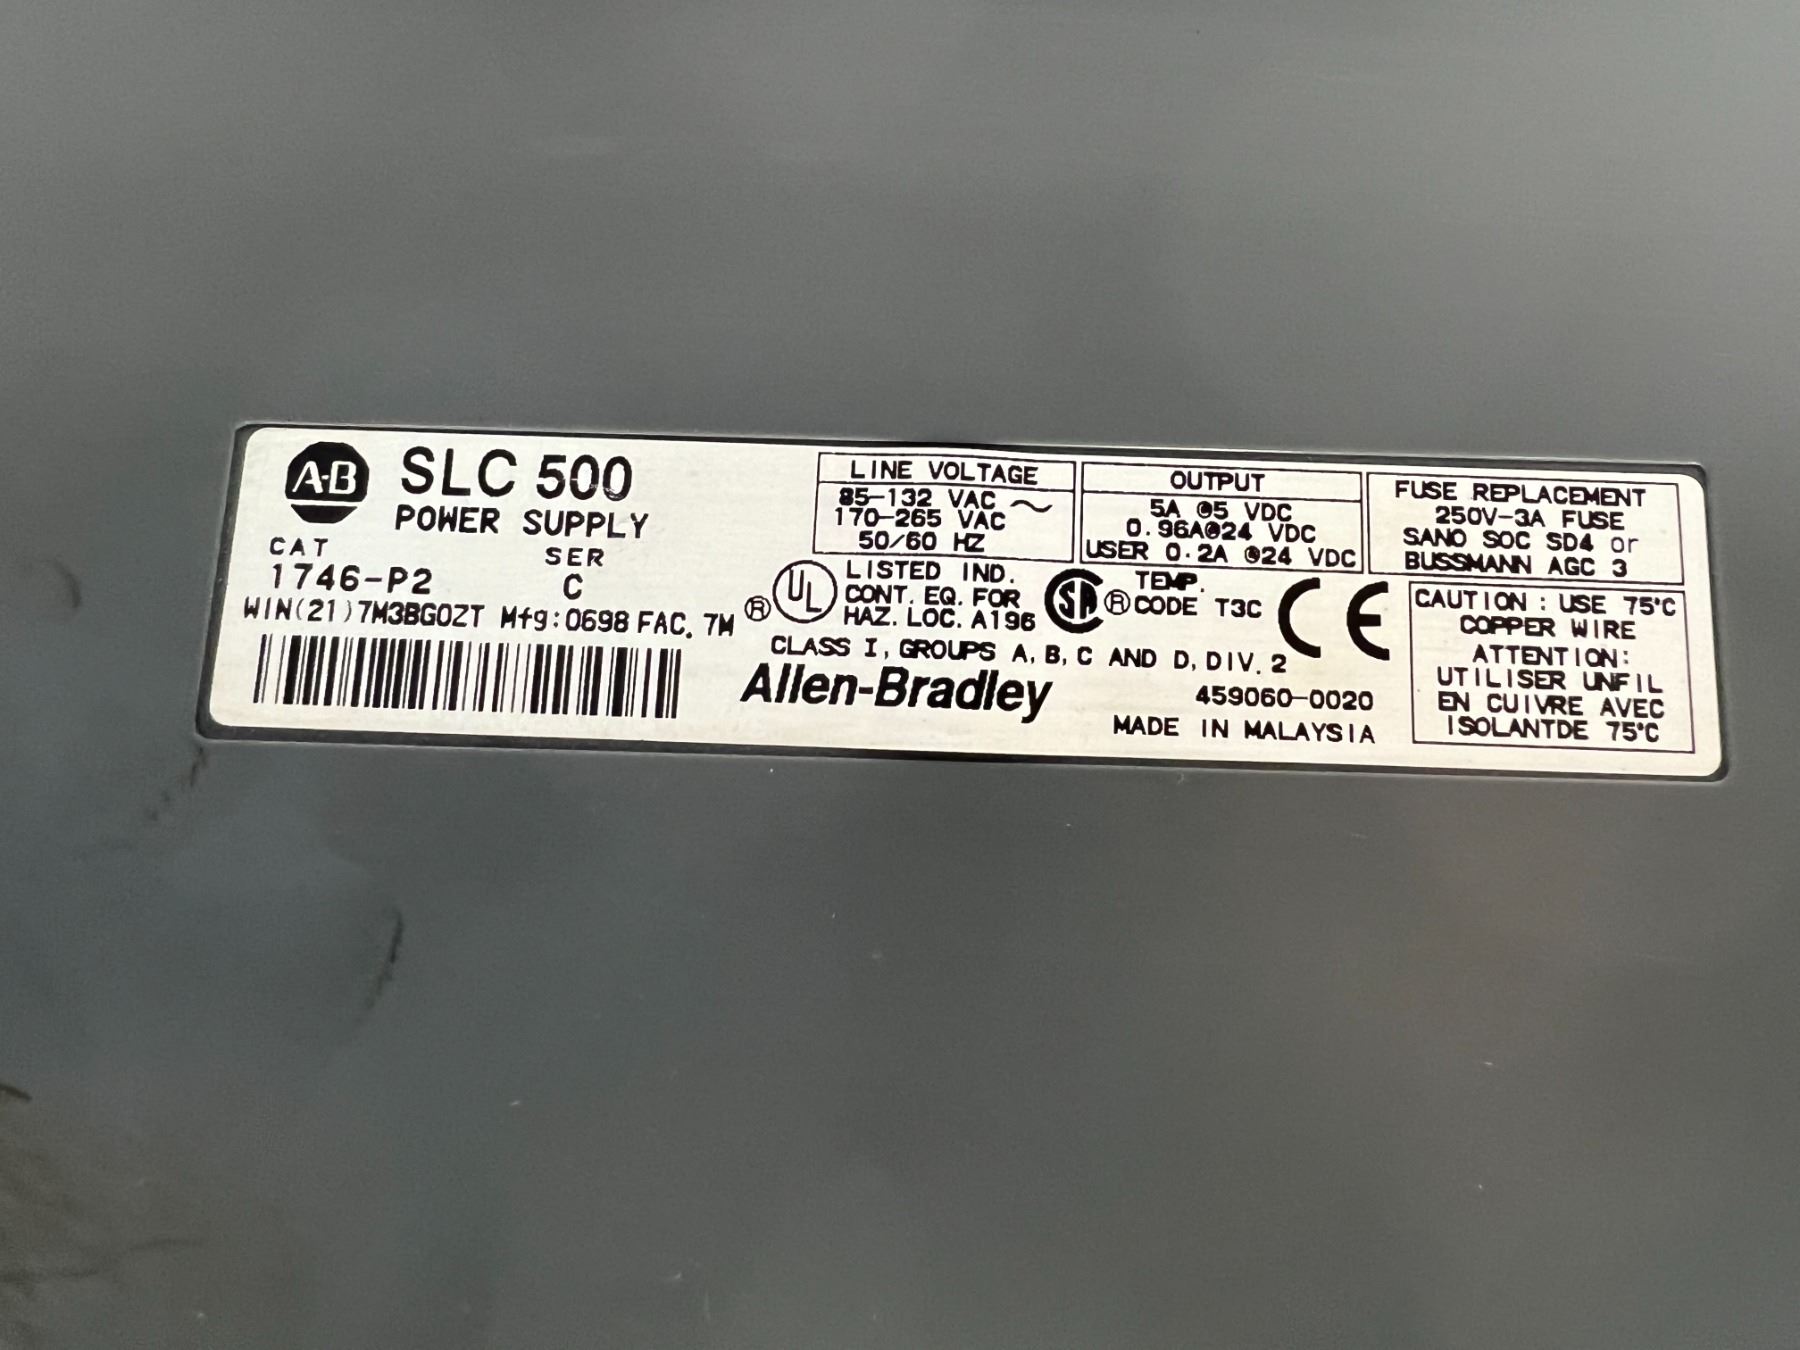 A-B SLC 500
POWER SUPPLY
CAT SER
1746-P2 C
WIN(21)7M3BG0ZT Mfg:0698 FAC. 7M
LINE VOLTAGE
85-132 VAC ~
170-265 VAC
50/60 HZ
OUTPUT
5A @5 VDC
0.96A@24 VDC
USER 0.2A @24 VDC
FUSE REPLACEMENT
250V-3A FUSE
SANO SOC SD4 or
BUSSMANN AGC 3
® UL LISTED IND.
CONT. EQ. FOR
HAZ. LOC. A196
SA ® TEMP.
CODE T3C
CE
CLASS I, GROUPS A, B, C AND D, DIV. 2
Allen-Bradley
459060-0020
MADE IN MALAYSIA
CAUTION : USE 75°C
COPPER WIRE
ATTENTION:
UTILISER UNFIL
EN CUIVRE AVEC
ISOLANTDE 75°C